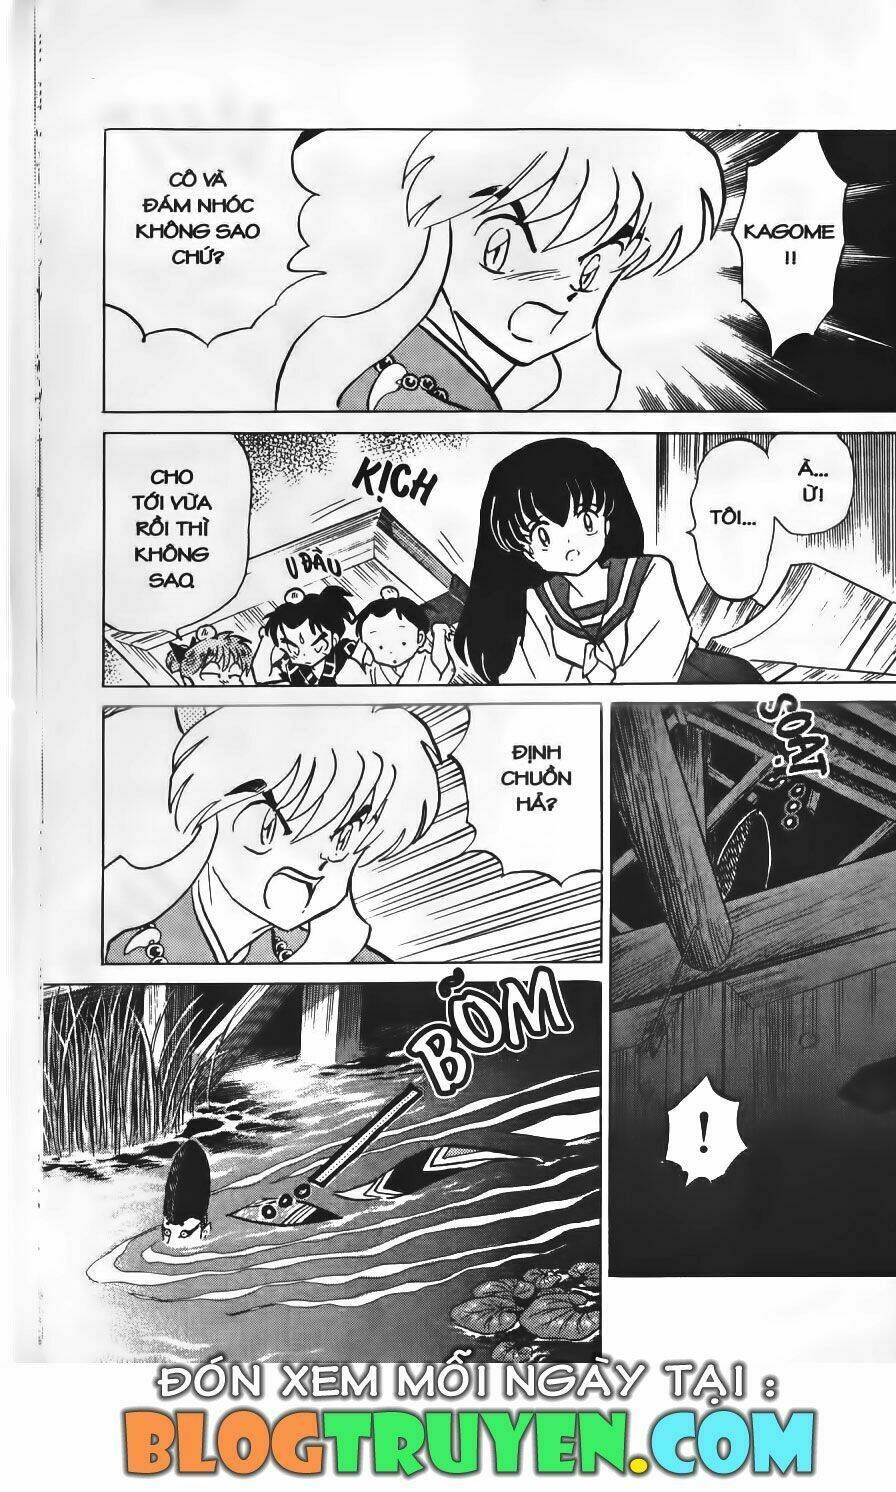 KAGOME
!!
CÔ VÀ
ĐÁM NHÓC
KHÔNG SAO
CHỨ?
À...
Ừ!
TÔI...
KỊCH
U ĐẦU
CHO
TỚI VỪA
RỒI THÌ
KHÔNG
SAO.
SOẠT
!
ĐỊNH
CHUỒN
HẢ?
BÕM
ĐÓN XEM MỖI NGÀY TẠI :
BLOGTRUYEN.COM